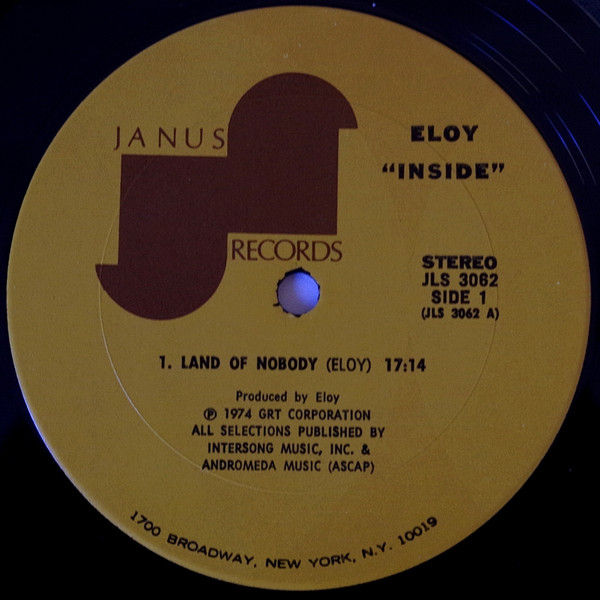 JANUS
RECORDS
ELOY
“INSIDE”
STEREO
JLS 3062
SIDE 1
(JLS 3062 A)
1. LAND OF NOBODY (ELOY) 17:14
Produced by Eloy
℗ 1974 GRT CORPORATION
ALL SELECTIONS PUBLISHED BY
INTERSONG MUSIC, INC. &
ANDROMEDA MUSIC (ASCAP)
1700 BROADWAY, NEW YORK, N.Y. 10019